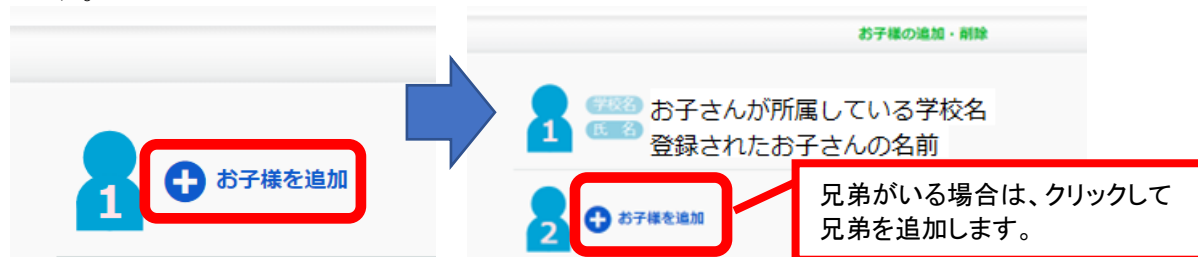 1
お子様を追加
お子様の追加・削除
1
学校名 お子さんが所属している学校名
氏 名 登録されたお子さんの名前
2
お子様を追加
兄弟がいる場合は、クリックして
兄弟を追加します。